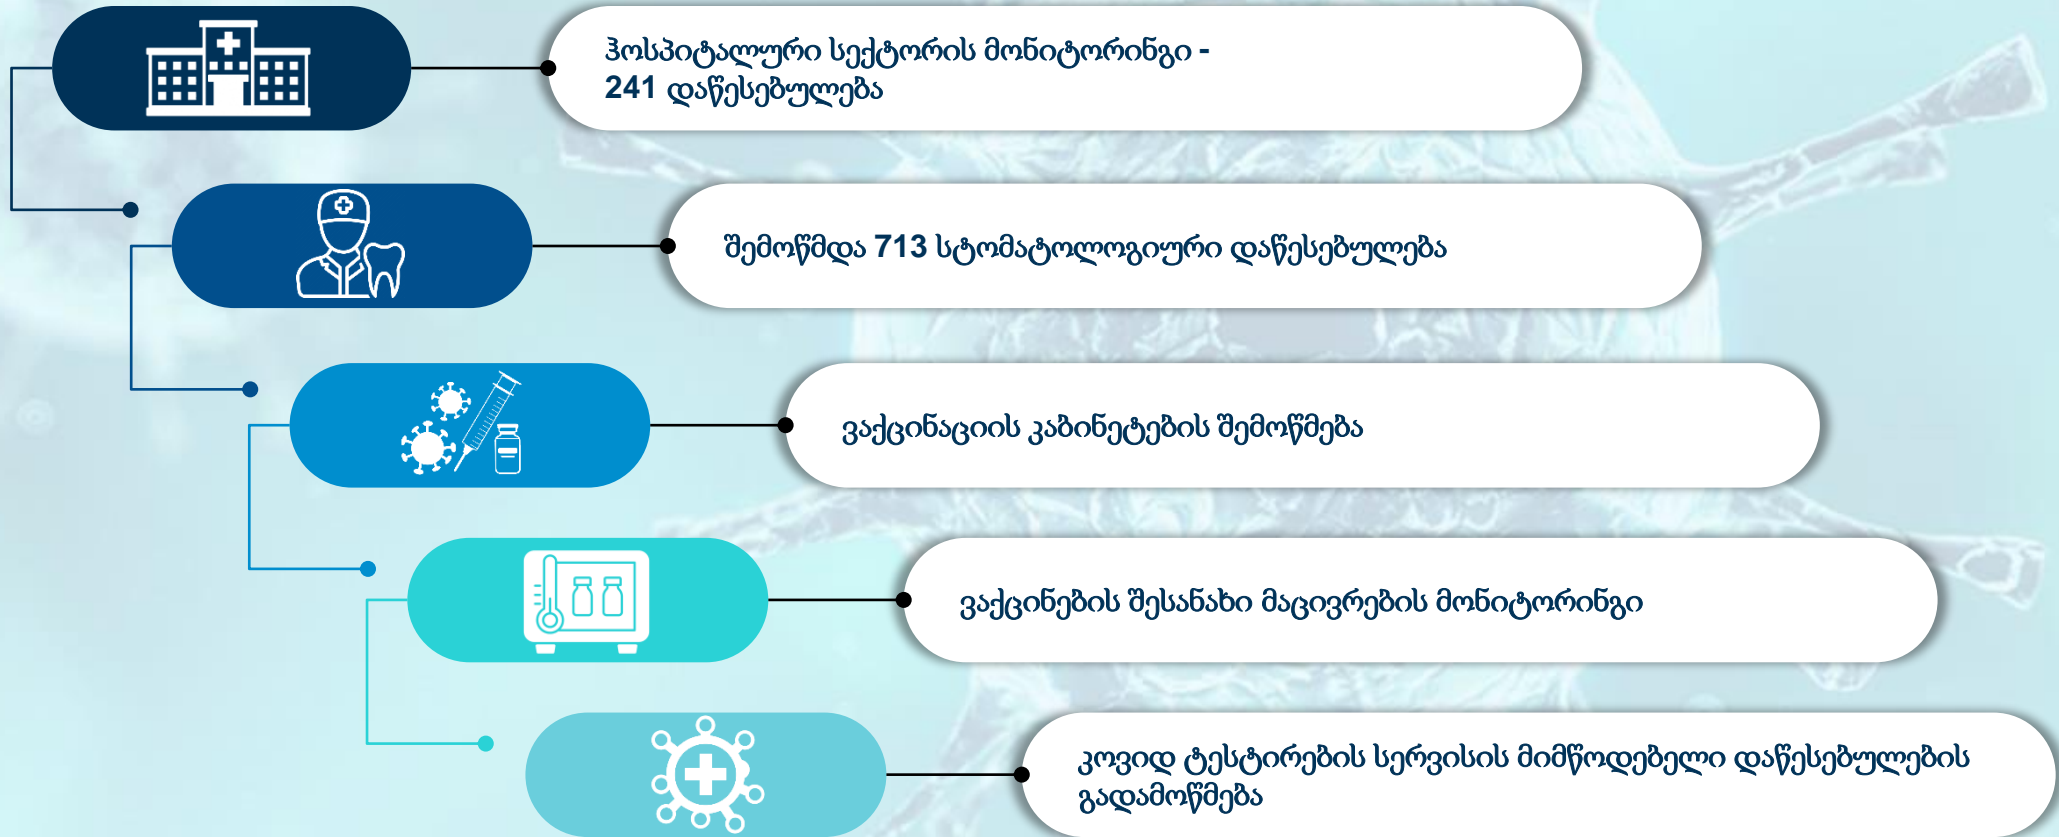 ჰოსპიტალური სექტორის მონიტორინგი -
241 დაწესებულება
შემოწმდა 713 სტომატოლოგიური დაწესებულება
ვაქცინაციის კაბინეტების შემოწმება
ვაქცინების შესანახი მაცივრების მონიტორინგი
კოვიდ ტესტირების სერვისის მიმწოდებელი დაწესებულების
გადამოწმება